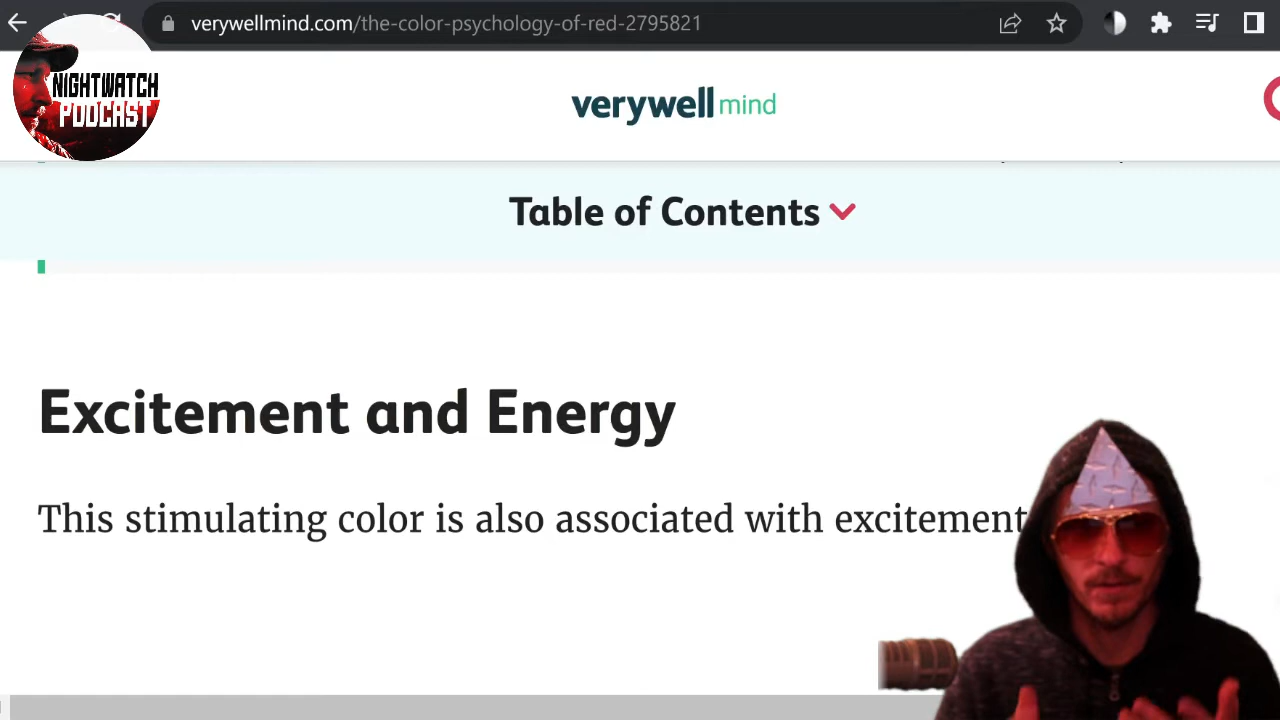 verywellmind.com/the-color-psychology-of-red-2795821
NIGHTWATCH
PODCAST
verywell mind
Table of Contents
Excitement and Energy
This stimulating color is also associated with excitement